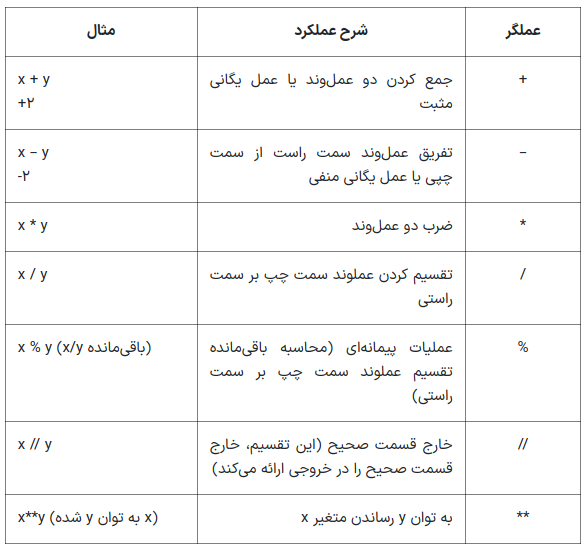 عملگر
شرح عملکرد
مثال
+
جمع کردن دو عمل‌وند یا عمل یگانی
مثبت
x + y
+۲
–
تفریق عمل‌وند سمت راست از سمت
چپی یا عمل یگانی منفی
x – y
-۲
*
ضرب دو عمل‌وند
x * y
/
تقسیم کردن عملوند سمت چپ بر سمت
راستی
x / y
%
عملیات پیمانه‌ای (محاسبه باقی‌مانده
تقسیم عملوند سمت چپ بر سمت
راستی)
x % y (x/y باقی‌مانده)
//
خارج قسمت صحیح (این تقسیم، خارج
قسمت صحیح را در خروجی ارائه می‌کند)
x // y
**
به توان y رساندن متغیر x
x**y (x به توان y شده)